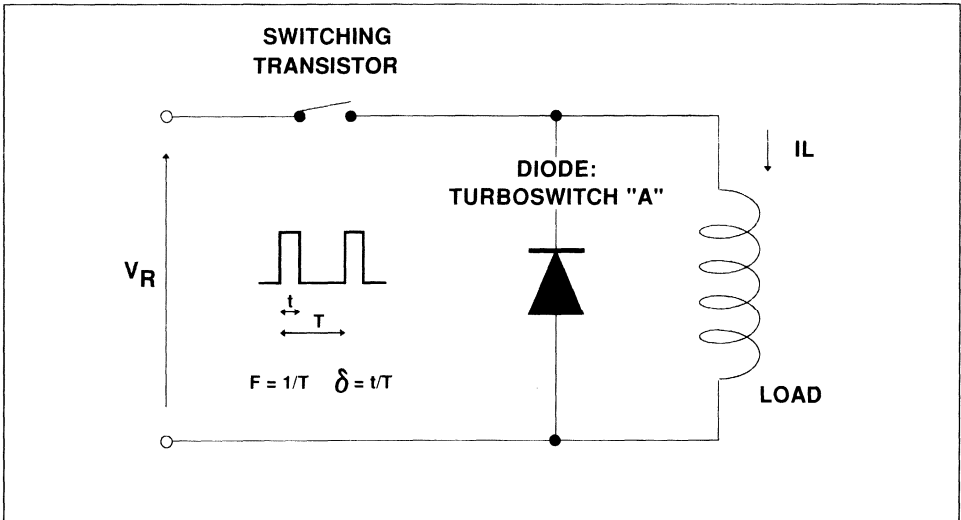 SWITCHING
TRANSISTOR
IL
DIODE:
TURBOSWITCH "A"
VR
t
T
F = 1/T δ = t/T
LOAD